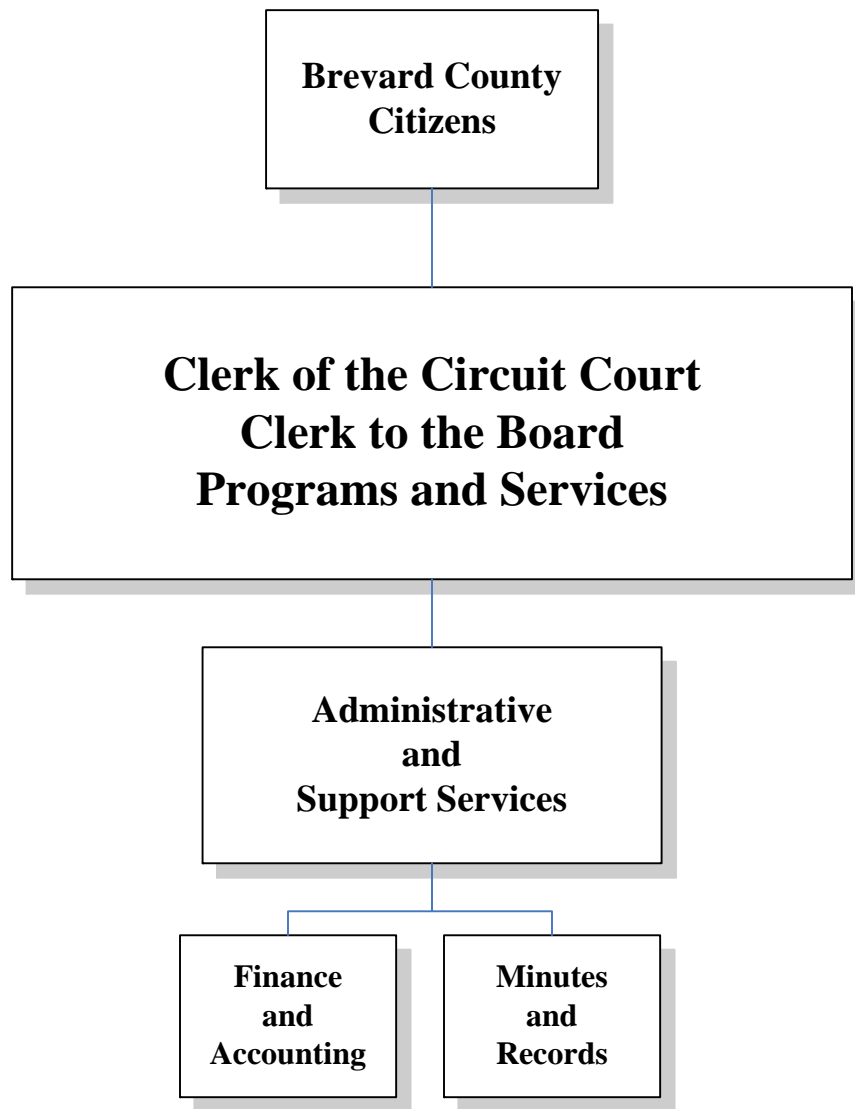 Brevard County
Citizens
Clerk of the Circuit Court
Clerk to the Board
Programs and Services
Administrative
and
Support Services
Finance
and
Accounting
Minutes
and
Records